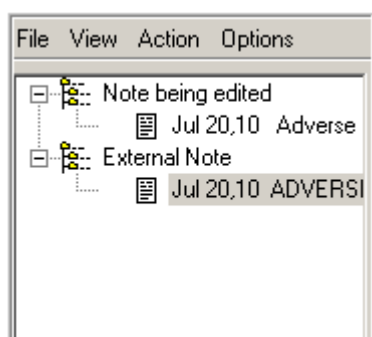 File View Action Options
Note being edited
Jul 20,10 Adverse
External Note
Jul 20,10 ADVERSI